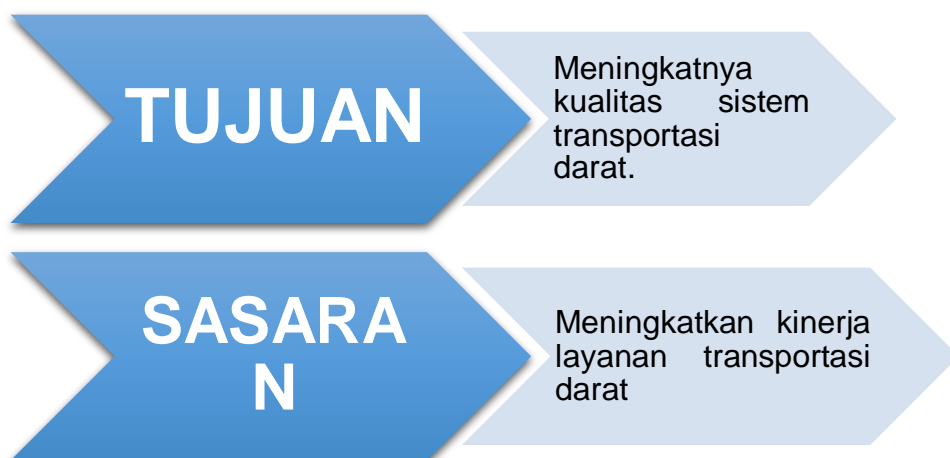 TUJUAN
Meningkatnya
kualitas sistem
transportasi
darat.
SASARA
N
Meningkatkan kinerja
layanan transportasi
darat